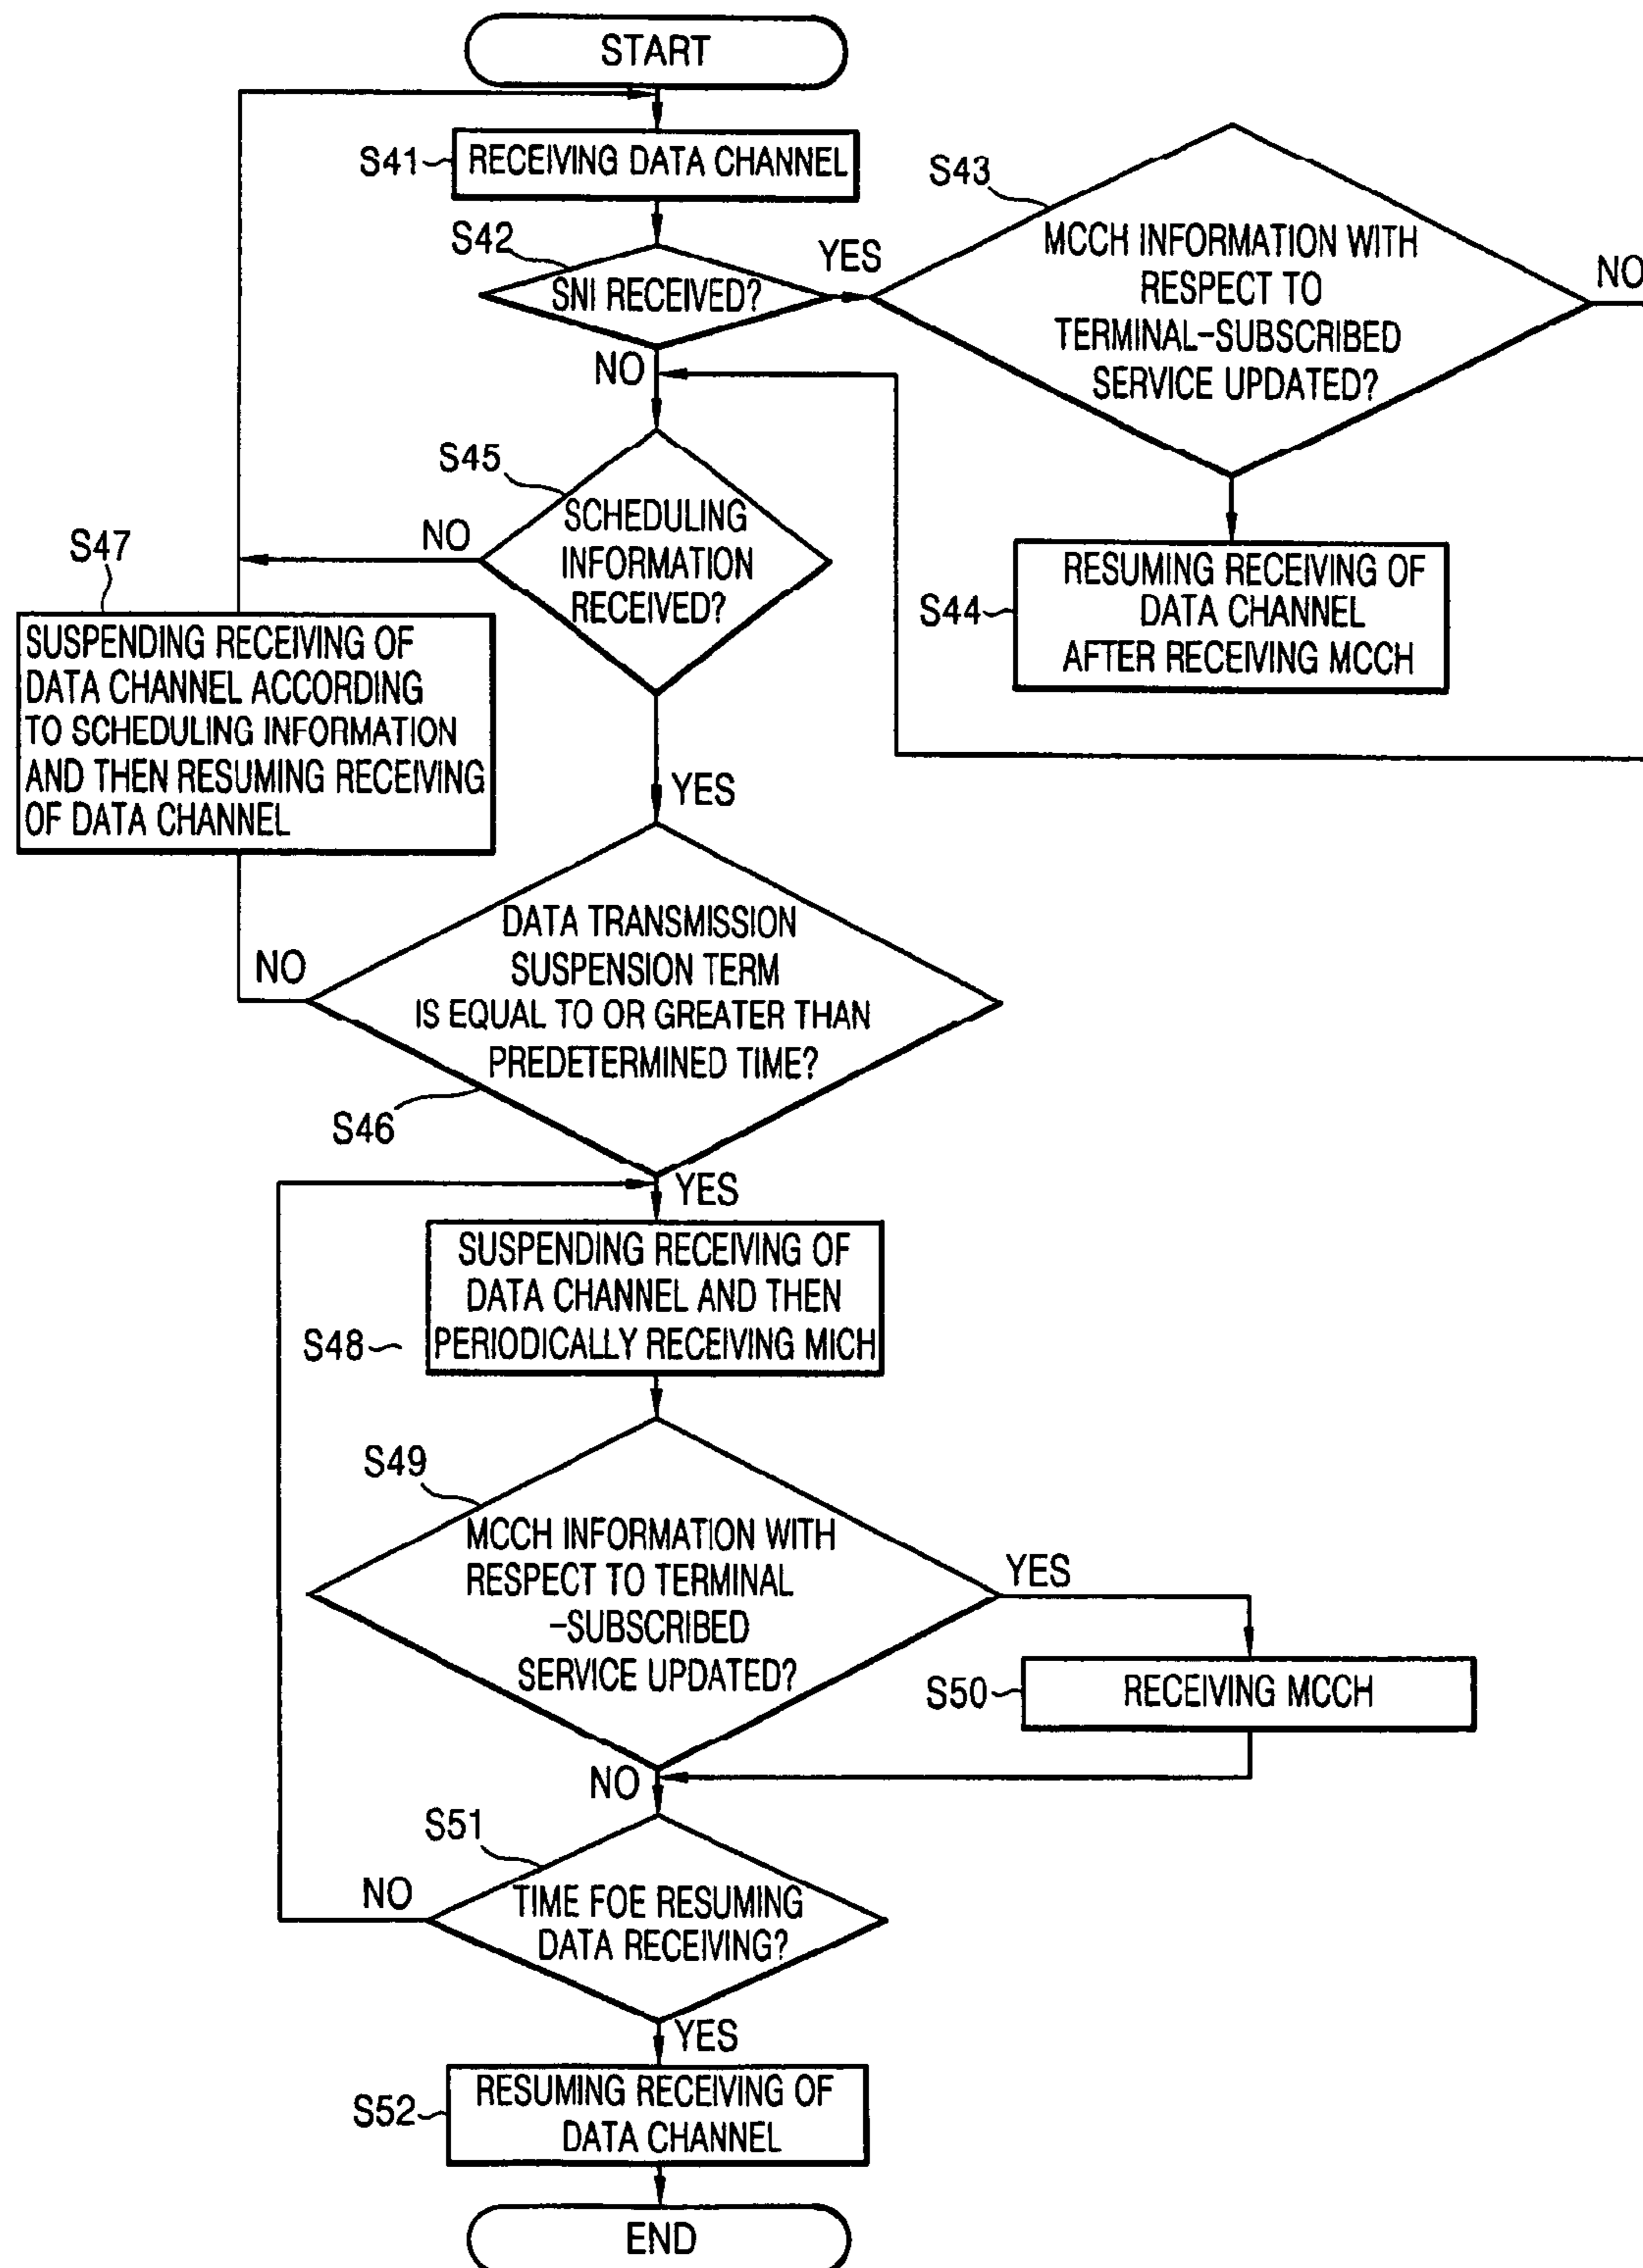 START
S41
RECEIVING DATA CHANNEL
S42
SNI RECEIVED?
YES
NO
S43
MCCH INFORMATION WITH
RESPECT TO
TERMINAL-SUBSCRIBED
SERVICE UPDATED?
NO
S44
RESUMING RECEIVING OF
DATA CHANNEL
AFTER RECEIVING MCCH
S45
SCHEDULING
INFORMATION
RECEIVED?
NO
YES
S47
SUSPENDING RECEIVING OF
DATA CHANNEL ACCORDING
TO SCHEDULING INFORMATION
AND THEN RESUMING RECEIVING
OF DATA CHANNEL
DATA TRANSMISSION
SUSPENSION TERM
IS EQUAL TO OR GREATER THAN
PREDETERMINED TIME?
NO
S46
YES
SUSPENDING RECEIVING OF
DATA CHANNEL AND THEN
PERIODICALLY RECEIVING MICH
S48
S49
MCCH INFORMATION WITH
RESPECT TO TERMINAL
-SUBSCRIBED
SERVICE UPDATED?
YES
S50
RECEIVING MCCH
NO
S51
TIME FOE RESUMING
DATA RECEIVING?
NO
YES
S52
RESUMING RECEIVING OF
DATA CHANNEL
END